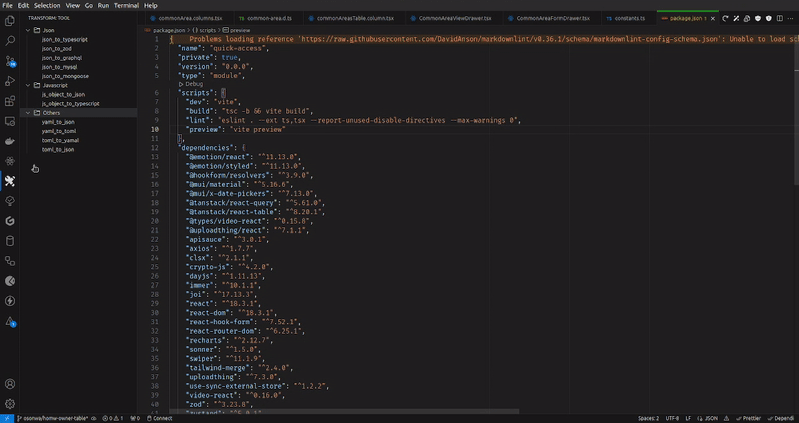 File Edit Selection View Go Run Terminal Help
TRANSFORM: TOOL
Json
json_to_typescript
json_to_zod
json_to_graphql
json_to_mysql
json_to_mongoose
Javascript
js_object_to_json
js_object_to_typescript
Others
yaml_to_json
yaml_to_toml
toml_to_yamal
toml_to_json
commonArea.columns.tsx common-area.d.ts commonAreasTable.column.tsx CommonAreaViewDrawer.tsx CommonAreaFormDrawer.tsx constants.ts package.json
package.json > {} scripts > preview
1 { Problems loading reference 'https://raw.githubusercontent.com/DavidAnson/markdownlint/v0.36.1/schema/markdownlint-config-schema.json': Unable to load
2 "name": "quick-access",
3 "private": true,
4 "version": "0.0.0",
5 "type": "module",
Debug
6 "scripts": {
7 "dev": "vite",
8 "build": "tsc -b && vite build",
9 "lint": "eslint . --ext ts,tsx --report-unused-disable-directives --max-warnings 0",
10 "preview": "vite preview"
11 },
12 "dependencies": {
13 "@emotion/react": "^11.13.0",
14 "@emotion/styled": "^11.13.0",
15 "@hookform/resolvers": "^3.9.0",
16 "@mui/material": "^5.16.6",
17 "@mui/x-date-pickers": "^7.13.0",
18 "@tanstack/react-query": "^5.61.0",
19 "@tanstack/react-table": "^8.20.1",
20 "@types/video-react": "^0.15.8",
21 "@uploadthing/react": "^7.1.1",
22 "apisauce": "^3.0.1",
23 "axios": "^1.7.7",
24 "clsx": "^2.1.1",
25 "crypto-js": "^4.2.0",
26 "dayjs": "^1.11.13",
27 "immer": "^10.1.1",
28 "joi": "^17.13.3",
29 "react": "^18.3.1",
30 "react-dom": "^18.3.1",
31 "react-hook-form": "^7.52.1",
32 "react-router-dom": "^6.25.1",
33 "recharts": "^2.12.7",
34 "sonner": "^1.5.0",
35 "swiper": "^11.1.9",
36 "tailwind-merge": "^2.4.0",
37 "uploadthing": "^7.3.0",
38 "use-sync-external-store": "^1.2.2",
39 "video-react": "^0.16.0",
40 "zod": "^3.23.8",
41 "zustand"
osonwa/homw-owner-table* 0 1 0 Connect Spaces: 2 UTF-8 LF {} JSON Prettier Dependi